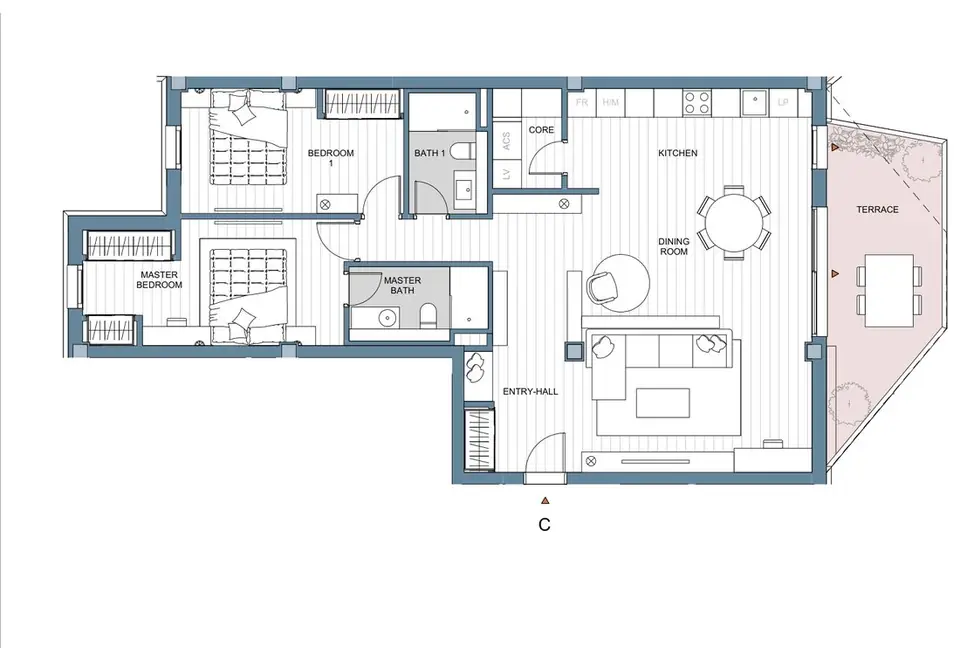 FR
H/M
LP
CORE
ACS
LV
BEDROOM
1
BATH 1
KITCHEN
TERRACE
DINING
ROOM
MASTER
BEDROOM
MASTER
BATH
ENTRY-HALL
C